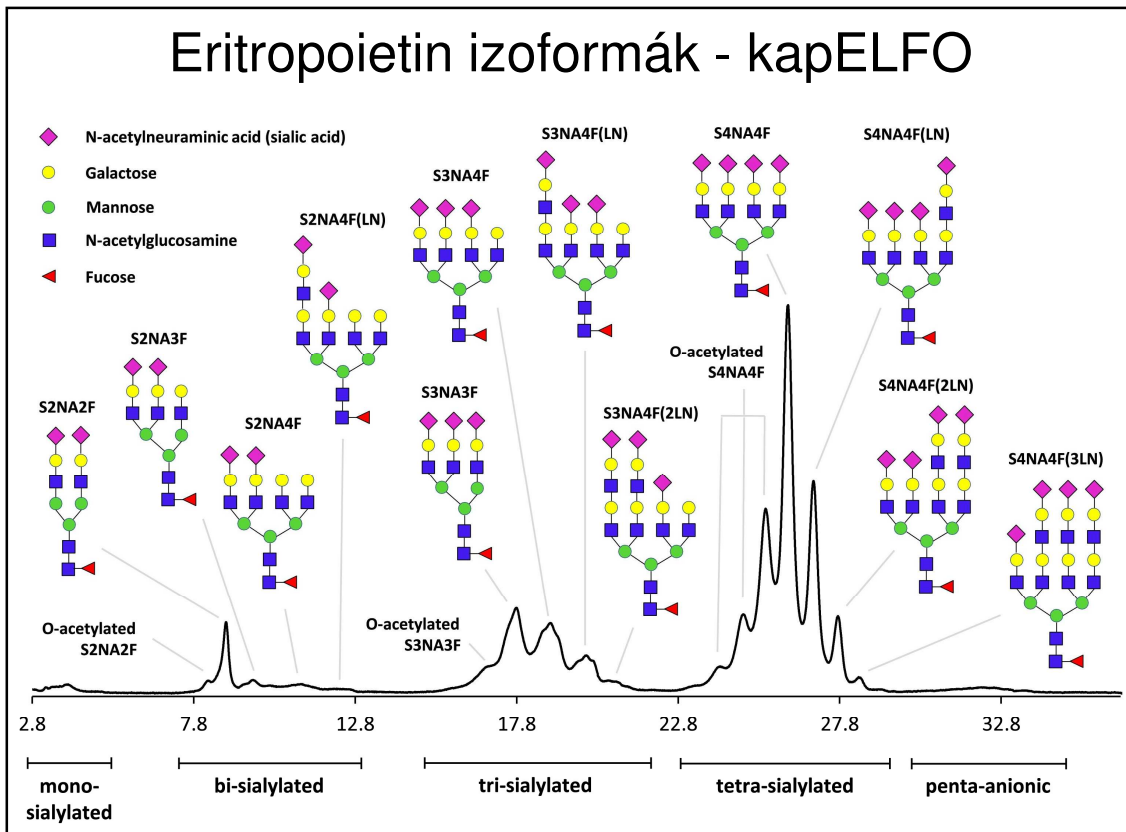 Eritropoietin izoformák - kapELFO
N-acetylneuraminic acid (sialic acid)
Galactose
Mannose
N-acetylglucosamine
Fucose
S2NA2F
S2NA3F
S2NA4F
S2NA4F(LN)
S3NA3F
S3NA4F
S3NA4F(LN)
S3NA4F(2LN)
S4NA4F
S4NA4F(LN)
S4NA4F(2LN)
S4NA4F(3LN)
O-acetylated
S2NA2F
O-acetylated
S3NA3F
O-acetylated
S4NA4F
2.8 7.8 12.8 17.8 22.8 27.8 32.8
mono-
sialylated
bi-sialylated
tri-sialylated
tetra-sialylated
penta-anionic